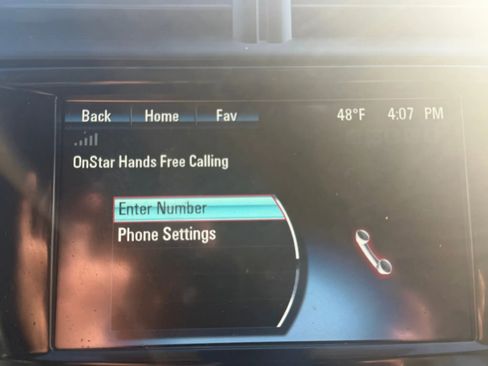 Back Home Fav 48°F 4:07 PM
OnStar Hands Free Calling
Enter Number
Phone Settings